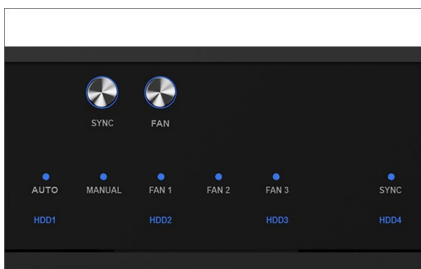 SYNC FAN
AUTO MANUAL FAN 1 FAN 2 FAN 3 SYNC
HDD1 HDD2 HDD3 HDD4